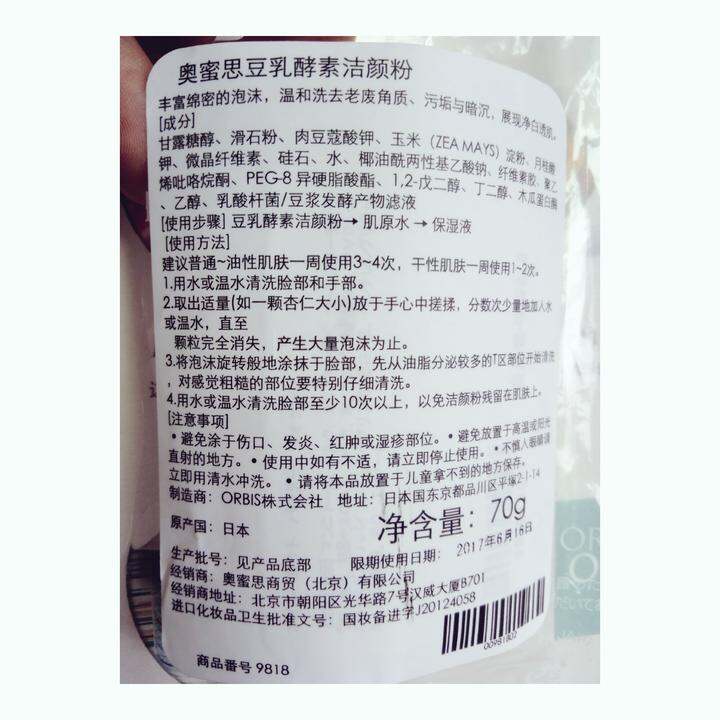 奥蜜思豆乳酵素洁颜粉
丰富绵密的泡沫，温和洗去老废角质、污垢与暗沉，展现净白透肌。
[成分]
甘露糖醇、滑石粉、肉豆蔻酸钾、玉米（ZEA MAYS）淀粉、月桂酸
钾、微晶纤维素、硅石、水、椰油酰两性基乙酸钠、纤维素胶、聚乙
烯吡咯烷酮、PEG-8 异硬脂酸酯、1,2-戊二醇、丁二醇、木瓜蛋白酶
、乙醇、乳酸杆菌/豆浆发酵产物滤液
[使用步骤] 豆乳酵素洁颜粉→ 肌原水 → 保湿液
[使用方法]
建议普通~油性肌肤一周使用3~4次，干性肌肤一周使用1~2次。
1.用水或温水清洗脸部和手部。
2.取出适量(如一颗杏仁大小)放于手心中搓揉，分数次少量地加入水
或温水，直至
颗粒完全消失，产生大量泡沫为止。
3.将泡沫旋转般地涂抹于脸部，先从油脂分泌较多的T区部位开始清洗
，对感觉粗糙的部位要特别仔细清洗。
4.用水或温水清洗脸部至少10次以上，以免洁颜粉残留在肌肤上。
[注意事项]
• 避免涂于伤口、发炎、红肿或湿疹部位。• 避免放置于高温或阳光
直射的地方。• 使用中如有不适，请立即停止使用。• 不慎入眼睛请
立即用清水冲洗。• 请将本品放置于儿童拿不到的地方保存。
制造商：ORBIS株式会社 地址：日本国东京都品川区平塚2-1-14
原产国：日本 净含量：70g
生产批号：见产品底部 限期使用日期：2017年6月16日
经销商：奥蜜思商贸（北京）有限公司
经销商地址：北京市朝阳区光华路7号汉威大厦B701
进口化妆品卫生批准文号：国妆备进字J20124058
00981802
商品番号 9818
OR